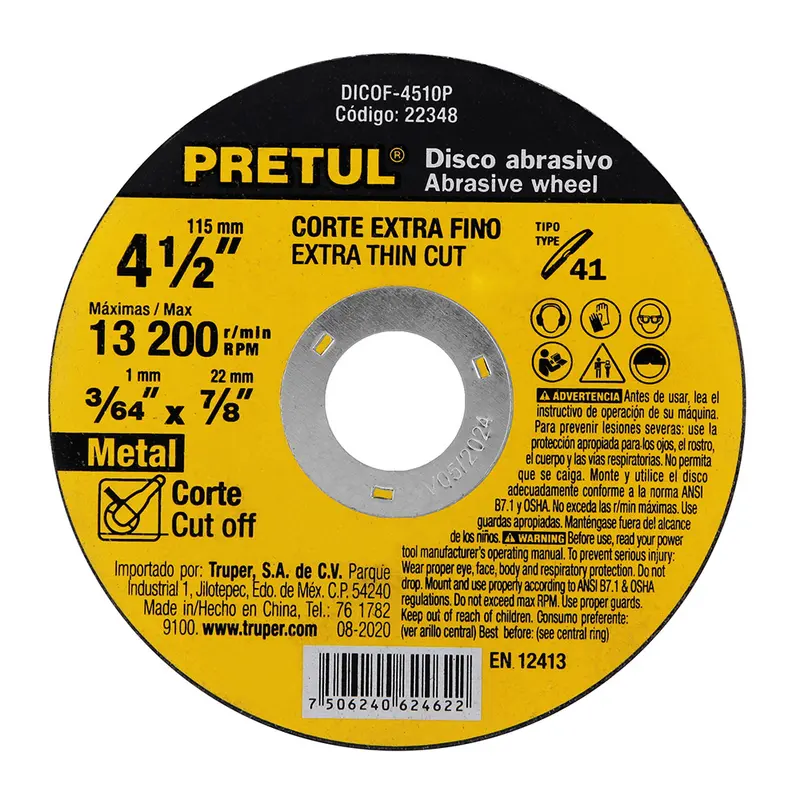 DICOF-4510P
Código: 22348
PRETUL®
Disco abrasivo
Abrasive wheel
115 mm
4 1/2"
CORTE EXTRA FINO
EXTRA THIN CUT
TIPO
TYPE
41
Máximas / Max
13 200 r/min
RPM
1 mm
22 mm
3/64" x 7/8"
Metal
Corte
Cut off
V05/2024
ADVERTENCIA Antes de usar, lea el
instructivo de operación de su máquina.
Para prevenir lesiones severas: use la
protección apropiada para los ojos, el rostro,
el cuerpo y las vias respiratorias. No permita
que se caiga. Monte y utilice el disco
adecuadamente conforme a la norma ANSI
B7.1 y OSHA. No exceda las r/min máximas. Use
guardas apropiadas. Manténgase fuera del alcance
de los niños. WARNING Before use, read your power
tool manufacturer's operating manual. To prevent serious injury:
Wear proper eye, face, body and respiratory protection. Do not
drop. Mount and use properly according to ANSI B7.1 & OSHA
regulations. Do not exceed max RPM. Use proper guards.
Keep out of reach of children. Consumo preferente:
(ver arillo central) Best before: (see central ring)
Importado por: Truper, S.A. de C.V. Parque
Industrial 1, Jilotepec, Edo. de Méx. C.P. 54240
Made in/Hecho en China, Tel.: 76 1782
9100. www.truper.com 08-2020
EN 12413
7 506240 624622